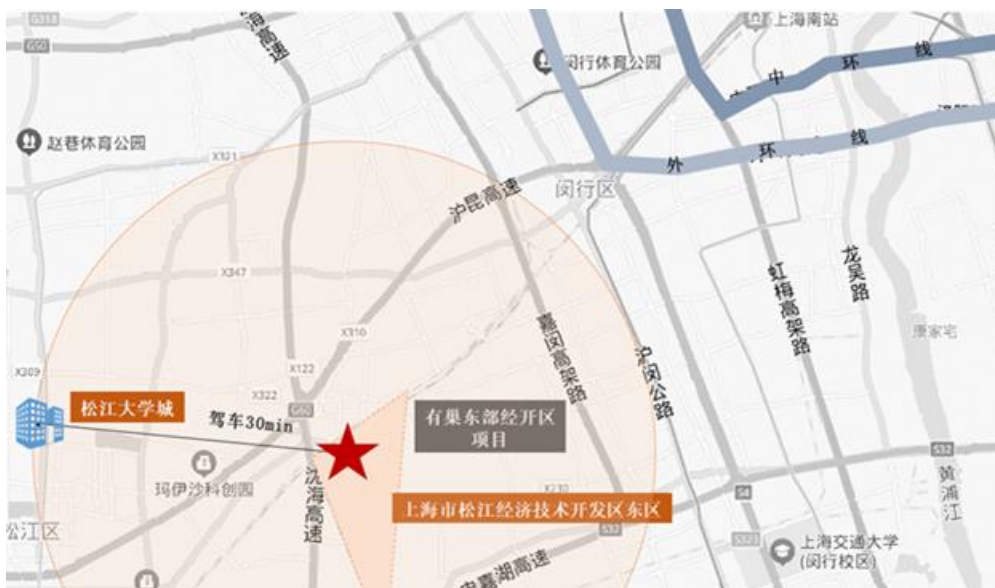 G318
G50
海高速
上海南站
闵行体育公园
中环线
外环线
赵巷体育公园
X321
闵行区
沪昆高速
X347
龙吴路
虹梅高架路
康家宅
X310
嘉闵高架路
沪闵公路
X122
X209
X322
G60
松江大学城
驾车30min
有巢东部经开区
项目
玛伊沙科创园
沈海高速
S32
黄浦江
X230
S4
上海市松江经济技术开发区东区
S32
松江区
上海交通大学
(闵行校区)
申嘉湖高速